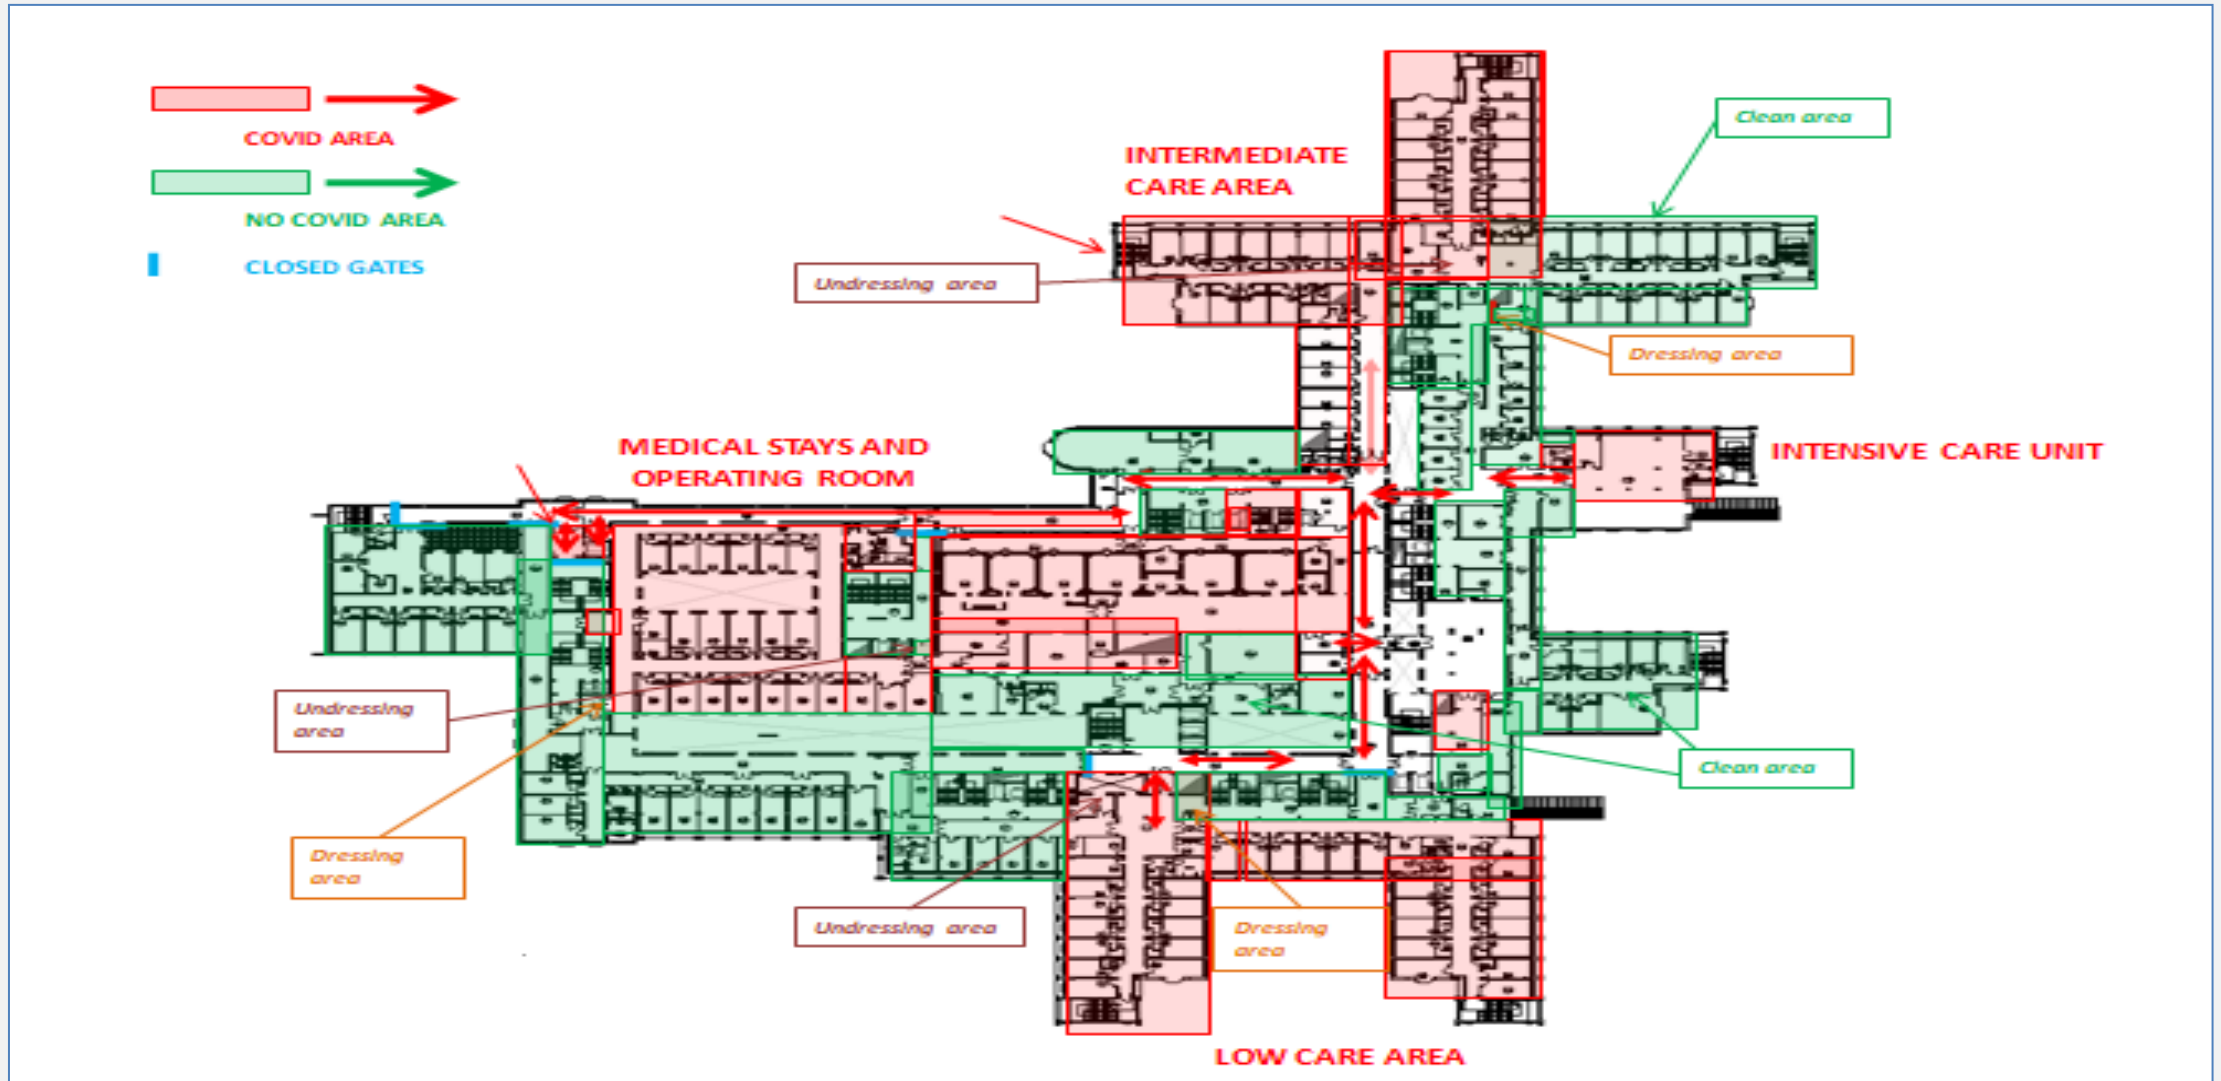 COVID AREA
NO COVID AREA
CLOSED GATES
INTERMEDIATE
CARE AREA
Clean area
Undressing area
Dressing area
MEDICAL STAYS AND
OPERATING ROOM
INTENSIVE CARE UNIT
Undressing
area
Clean area
Dressing
area
Undressing area
Dressing
area
LOW CARE AREA